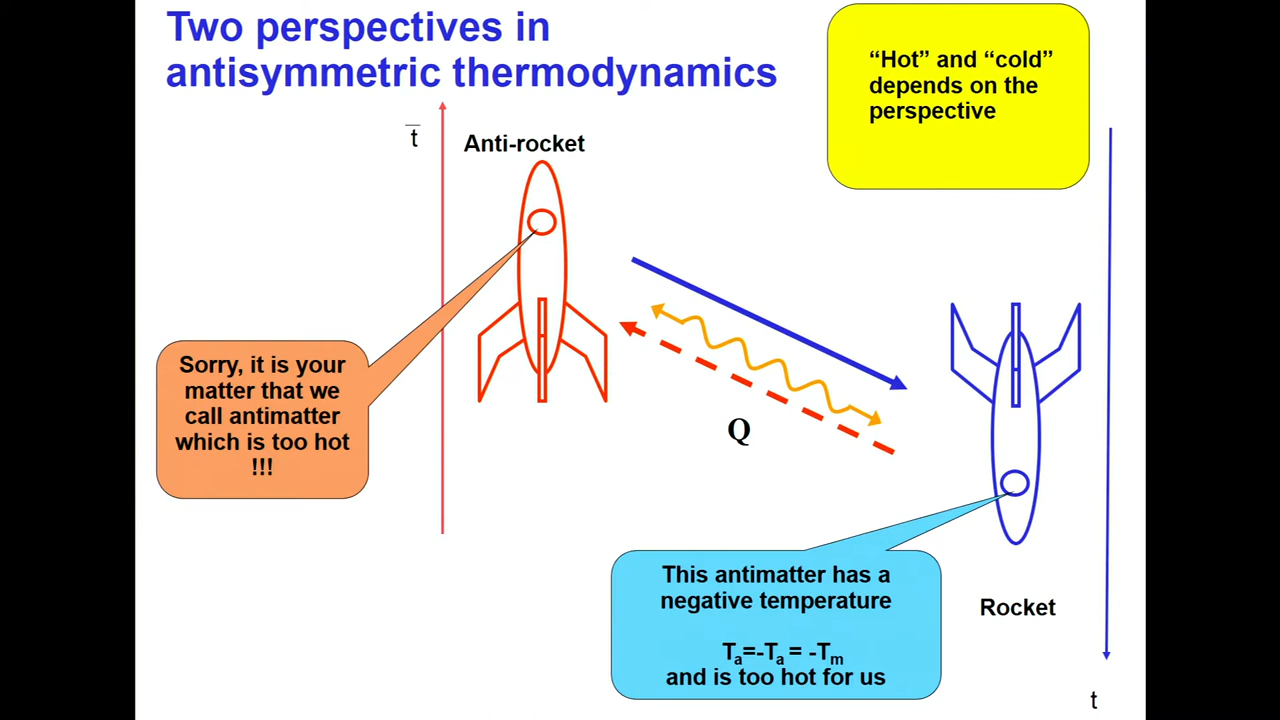 Two perspectives in
antisymmetric thermodynamics
“Hot” and “cold”
depends on the
perspective
t̅
Anti-rocket
Sorry, it is your
matter that we
call antimatter
which is too hot
!!!
Q
This antimatter has a
negative temperature
Tₐ=-Tₐ = -Tₘ
and is too hot for us
Rocket
t